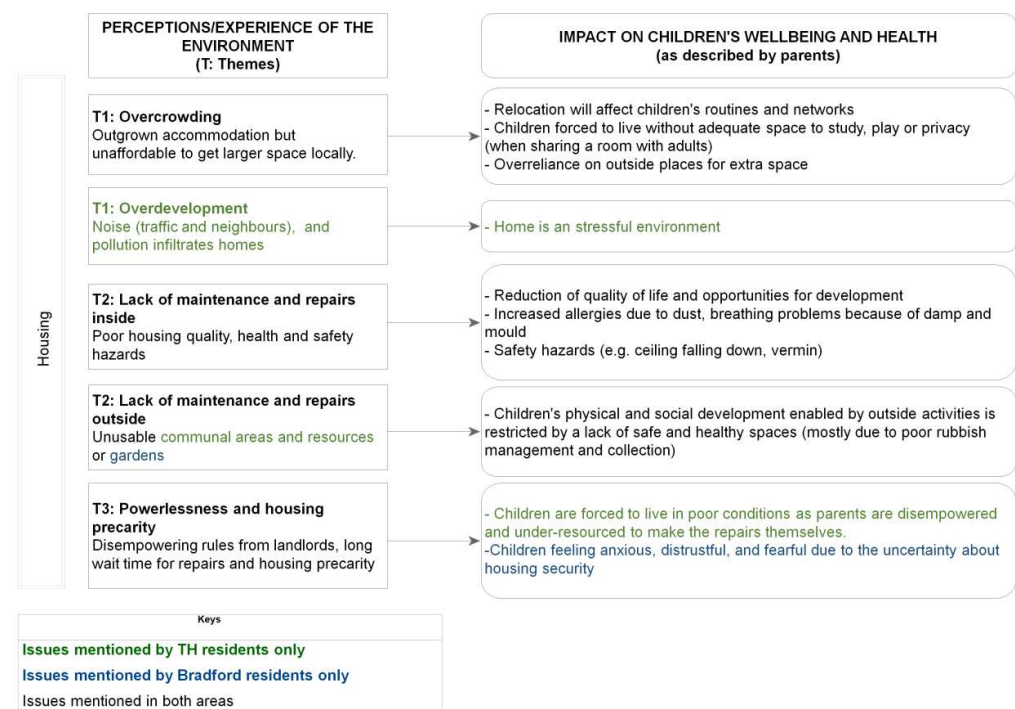 PERCEPTIONS/EXPERIENCE OF THE
ENVIRONMENT
(T: Themes)
IMPACT ON CHILDREN'S WELLBEING AND HEALTH
(as described by parents)
Housing
T1: Overcrowding
Outgrown accommodation but
unaffordable to get larger space locally.
- Relocation will affect children's routines and networks
- Children forced to live without adequate space to study, play or privacy
(when sharing a room with adults)
- Overreliance on outside places for extra space
T1: Overdevelopment
Noise (traffic and neighbours), and
pollution infiltrates homes
- Home is an stressful environment
T2: Lack of maintenance and repairs
inside
Poor housing quality, health and safety
hazards
- Reduction of quality of life and opportunities for development
- Increased allergies due to dust, breathing problems because of damp and
mould
- Safety hazards (e.g. ceiling falling down, vermin)
T2: Lack of maintenance and repairs
outside
Unusable communal areas and resources
or gardens
- Children's physical and social development enabled by outside activities is
restricted by a lack of safe and healthy spaces (mostly due to poor rubbish
management and collection)
T3: Powerlessness and housing
precarity
Disempowering rules from landlords, long
wait time for repairs and housing precarity
- Children are forced to live in poor conditions as parents are disempowered
and under-resourced to make the repairs themselves.
-Children feeling anxious, distrustful, and fearful due to the uncertainty about
housing security
Keys
Issues mentioned by TH residents only
Issues mentioned by Bradford residents only
Issues mentioned in both areas